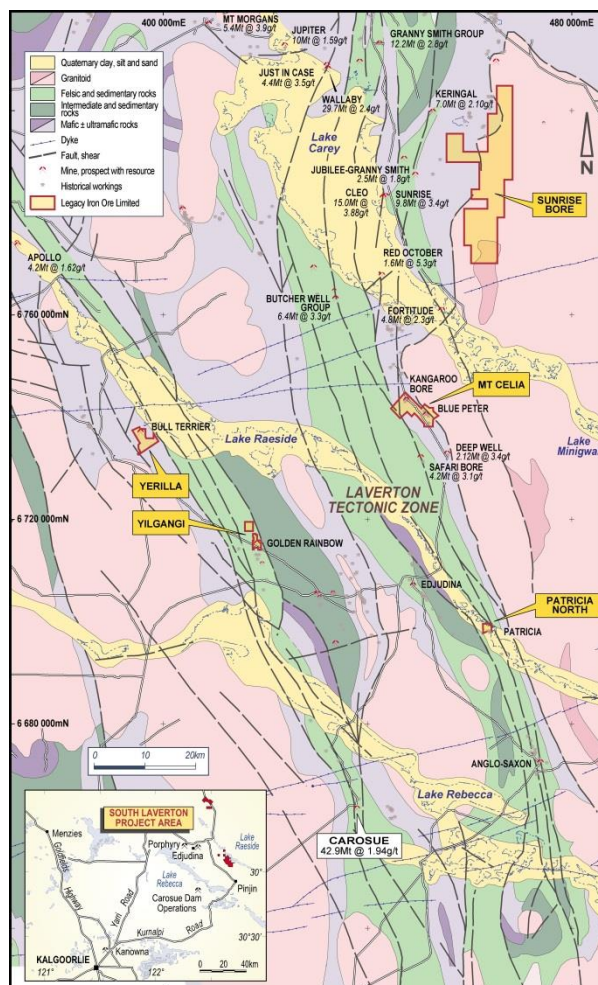 400 000mE
480 000mE
MT MORGANS
5.4Mt @ 3.9g/t
JUPITER
10Mt @ 1.59g/t
GRANNY SMITH GROUP
12.2Mt @ 2.8g/t
Quaternary clay, silt and sand
Granitoid
Felsic and sedimentary rocks
Intermediate and sedimentary
rocks
Mafic ± ultramafic rocks
Dyke
Fault, shear
Mine, prospect with resource
Historical workings
Legacy Iron Ore Limited
JUST IN CASE
4.4Mt @ 3.5g/t
WALLABY
29.7Mt @ 2.4g/t
KERINGAL
7.0Mt @ 2.10g/t
Lake
Carey
N
JUBILEE-GRANNY SMITH
2.5Mt @ 1.8g/t
CLEO
15.0Mt @
3.88g/t
SUNRISE
9.8Mt @ 3.4g/t
SUNRISE
BORE
APOLLO
4.2Mt @ 1.62g/t
RED OCTOBER
1.6Mt @ 5.3g/t
BUTCHER WELL
GROUP
6.4Mt @ 3.3g/t
FORTITUDE
4.8Mt @ 2.3g/t
6 760 000mN
KANGAROO
BORE
MT CELIA
BLUE PETER
BULL TERRIER
Lake Raeside
Lake
Minigwal
DEEP WELL
2.12Mt @ 3.4g/t
SAFARI BORE
4.2Mt @ 3.1g/t
YERILLA
LAVERTON
TECTONIC ZONE
6 720 000mN
YILGANGI
GOLDEN RAINBOW
EDJUDINA
PATRICIA
NORTH
PATRICIA
6 680 000mN
0
10
20km
ANGLO-SAXON
Lake Rebecca
CAROSUE
42.9Mt @ 1.94g/t
SOUTH LAVERTON
PROJECT AREA
Menzies
Porphyry
Edjudina
Lake
Raeside
30°
Goldfields
Highway
Yarri
Road
Lake
Rebecca
Pinjin
Carosue Dam
Operations
Kurnalpi
Road
30°30'
Kanowna
KALGOORLIE
121°
122°
0
20
40km